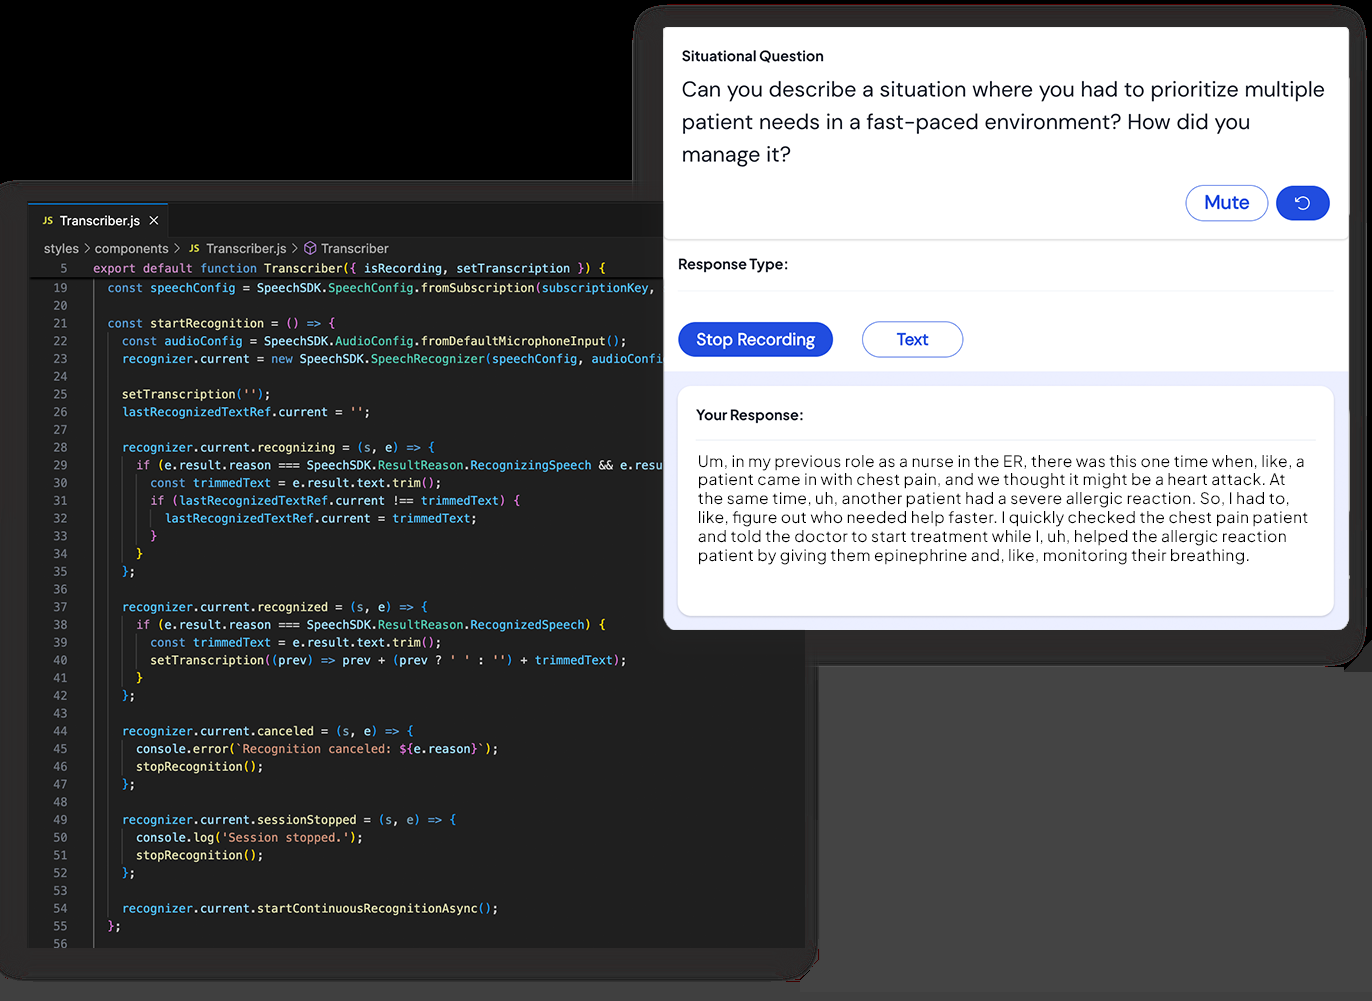 Situational Question
Can you describe a situation where you had to prioritize multiple
patient needs in a fast-paced environment? How did you
manage it?
Mute
Response Type:
Stop Recording Text
Your Response:
Um, in my previous role as a nurse in the ER, there was this one time when, like, a
patient came in with chest pain, and we thought it might be a heart attack. At
the same time, uh, another patient had a severe allergic reaction. So, I had to,
like, figure out who needed help faster. I quickly checked the chest pain patient
and told the doctor to start treatment while I, uh, helped the allergic reaction
patient by giving them epinephrine and, like, monitoring their breathing.
JS Transcriber.js ×
styles > components > JS Transcriber.js > Transcriber
5 export default function Transcriber({ isRecording, setTranscription }) {
19 const speechConfig = SpeechSDK.SpeechConfig.fromSubscription(subscriptionKey,
20
21 const startRecognition = () => {
22 const audioConfig = SpeechSDK.AudioConfig.fromDefaultMicrophoneInput();
23 recognizer.current = new SpeechSDK.SpeechRecognizer(speechConfig, audioConfi
24
25 setTranscription('');
26 lastRecognizedTextRef.current = '';
27
28 recognizer.current.recognizing = (s, e) => {
29 if (e.result.reason === SpeechSDK.ResultReason.RecognizingSpeech && e.resu
30 const trimmedText = e.result.text.trim();
31 if (lastRecognizedTextRef.current !== trimmedText) {
32 lastRecognizedTextRef.current = trimmedText;
33 }
34 }
35 };
36
37 recognizer.current.recognized = (s, e) => {
38 if (e.result.reason === SpeechSDK.ResultReason.RecognizedSpeech) {
39 const trimmedText = e.result.text.trim();
40 setTranscription((prev) => prev + (prev ? ' ' : '') + trimmedText);
41 }
42 };
43
44 recognizer.current.canceled = (s, e) => {
45 console.error(`Recognition canceled: ${e.reason}`);
46 stopRecognition();
47 };
48
49 recognizer.current.sessionStopped = (s, e) => {
50 console.log('Session stopped.');
51 stopRecognition();
52 };
53
54 recognizer.current.startContinuousRecognitionAsync();
55 };
56